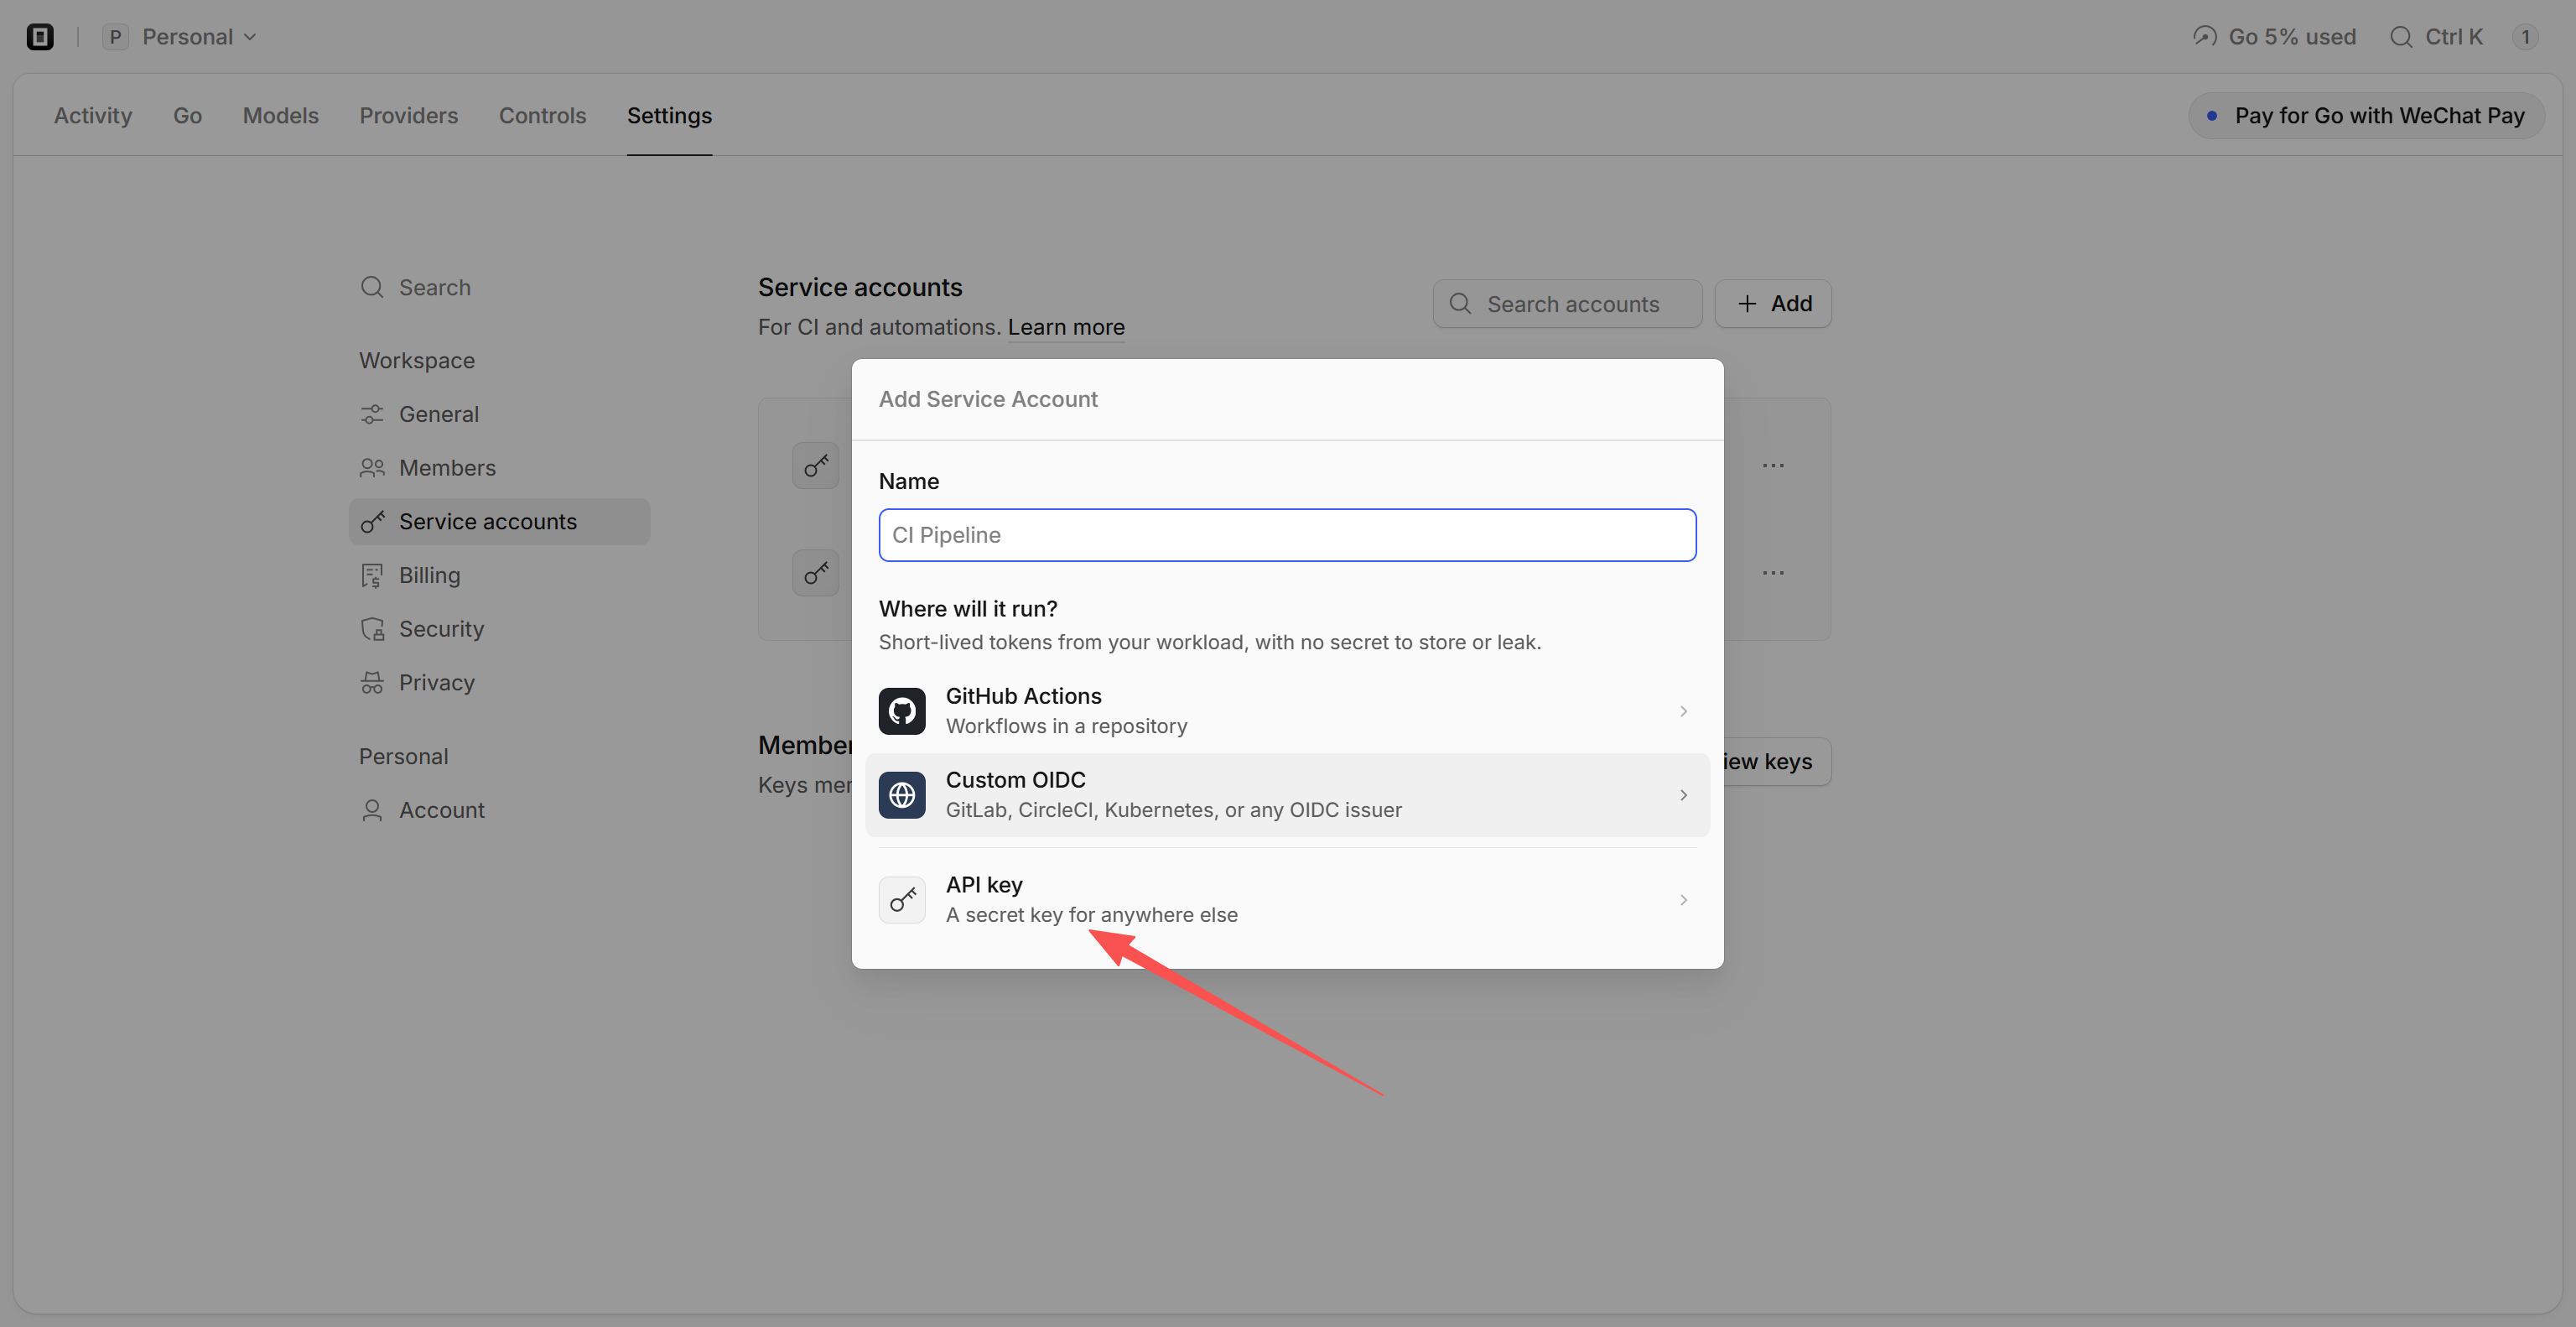 P Personal
Go 5% used
Ctrl K
1
Activity
Go
Models
Providers
Controls
Settings
Pay for Go with WeChat Pay
Search
Workspace
General
Members
Service accounts
Billing
Security
Privacy
Personal
Account
Service accounts
For CI and automations. Learn more
Search accounts
Add
Add Service Account
Name
CI Pipeline
Where will it run?
Short-lived tokens from your workload, with no secret to store or leak.
GitHub Actions
Workflows in a repository
Custom OIDC
GitLab, CircleCI, Kubernetes, or any OIDC issuer
API key
A secret key for anywhere else
Keys
keys